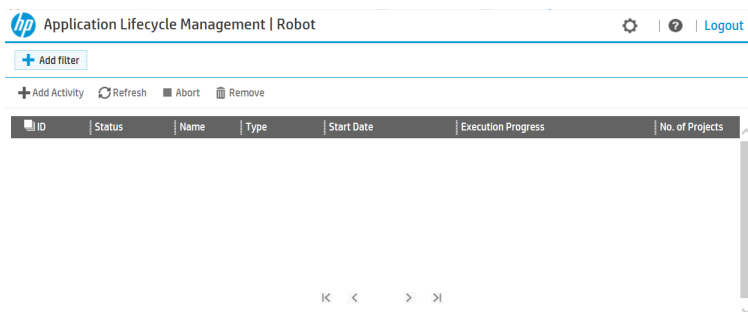 hp Application Lifecycle Management | Robot | Logout
Add filter
Add Activity Refresh Abort Remove
ID Status Name Type Start Date Execution Progress No. of Projects